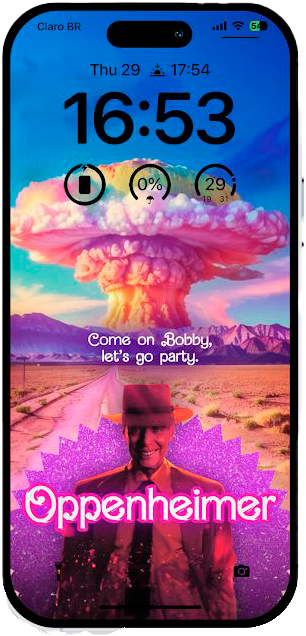 Claro BR
54
Thu 29 17:54
16:53
0%
29
19 31
Come on Bobby,
let's go party.
Oppenheimer